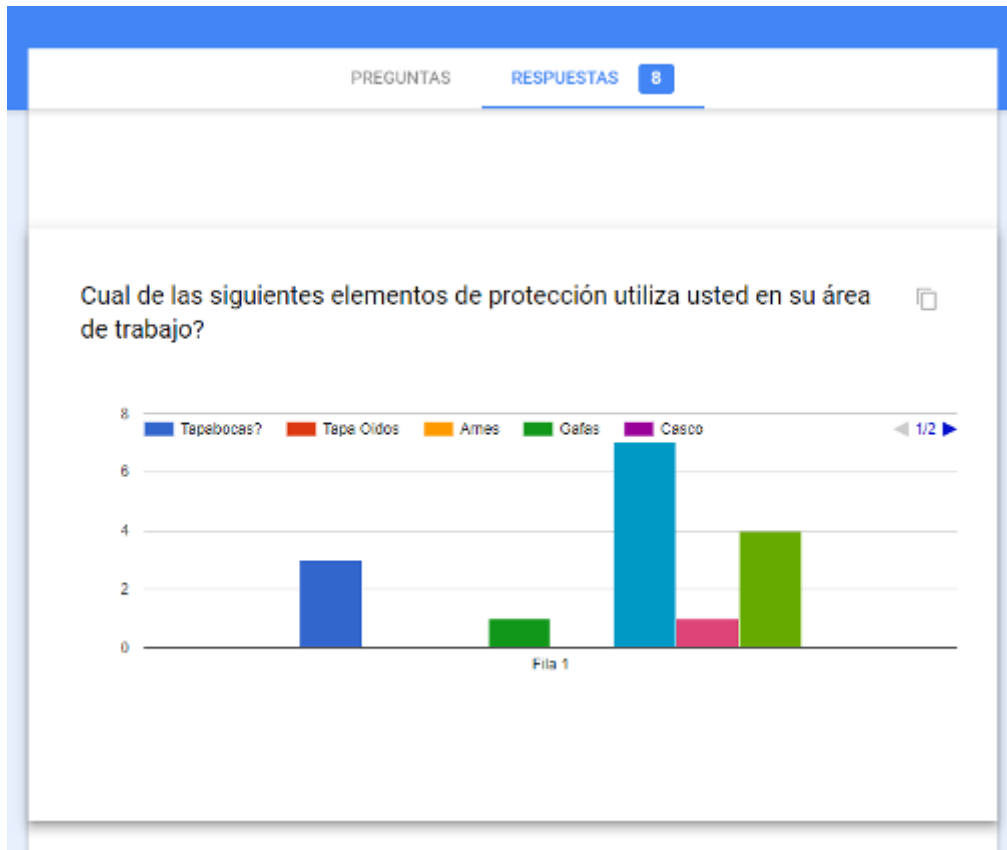 PREGUNTAS RESPUESTAS 8
Cual de las siguientes elementos de protección utiliza usted en su área
de trabajo?
8
Tapabocas? Tapa Oidos Arnes Gafas Casco 1/2
6
4
2
0
Fila 1